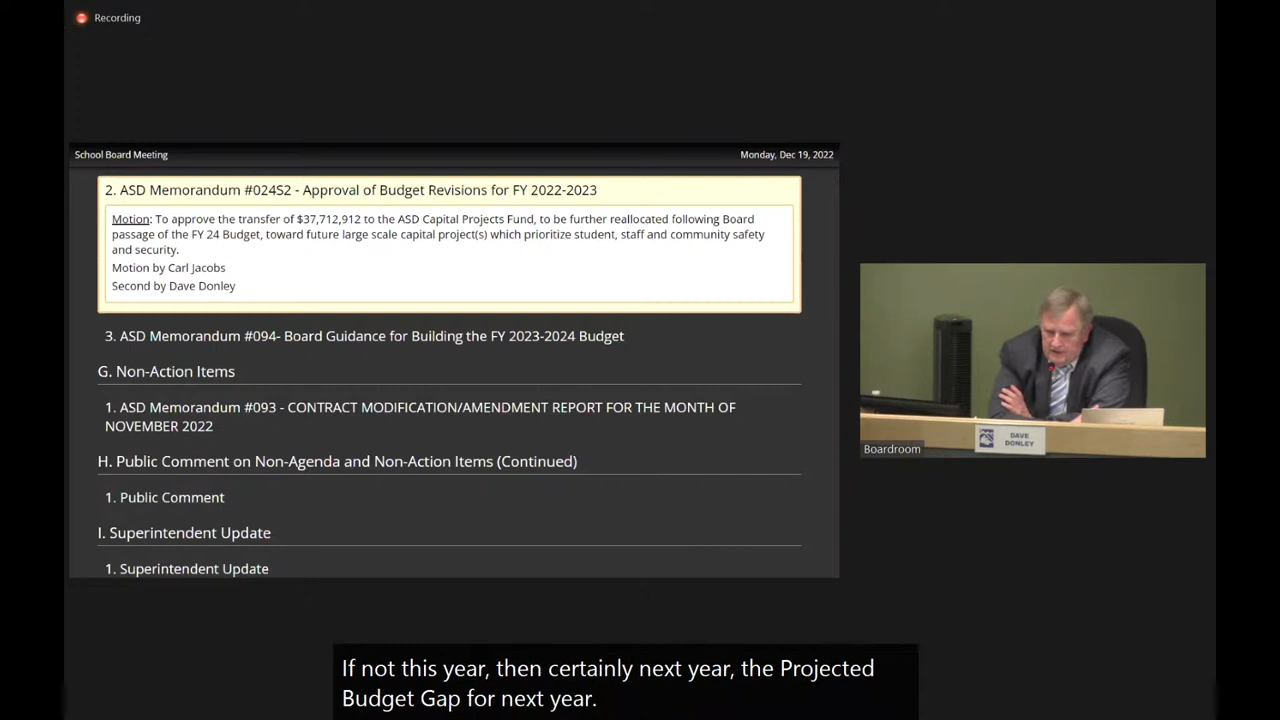 Recording
School Board Meeting
Monday, Dec 19, 2022
2. ASD Memorandum #024S2 - Approval of Budget Revisions for FY 2022-2023
Motion: To approve the transfer of $37,712,912 to the ASD Capital Projects Fund, to be further reallocated following Board
passage of the FY 24 Budget, toward future large scale capital project(s) which prioritize student, staff and community safety
and security.
Motion by Carl Jacobs
Second by Dave Donley
3. ASD Memorandum #094- Board Guidance for Building the FY 2023-2024 Budget
G. Non-Action Items
1. ASD Memorandum #093 - CONTRACT MODIFICATION/AMENDMENT REPORT FOR THE MONTH OF
NOVEMBER 2022
H. Public Comment on Non-Agenda and Non-Action Items (Continued)
1. Public Comment
I. Superintendent Update
1. Superintendent Update
DAVE
DONLEY
Boardroom
If not this year, then certainly next year, the Projected
Budget Gap for next year.